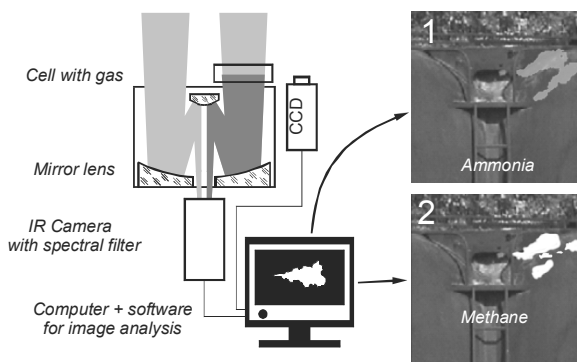 Cell with gas
CCD
Mirror lens
IR Camera
with spectral filter
Computer + software
for image analysis
1
Ammonia
2
Methane